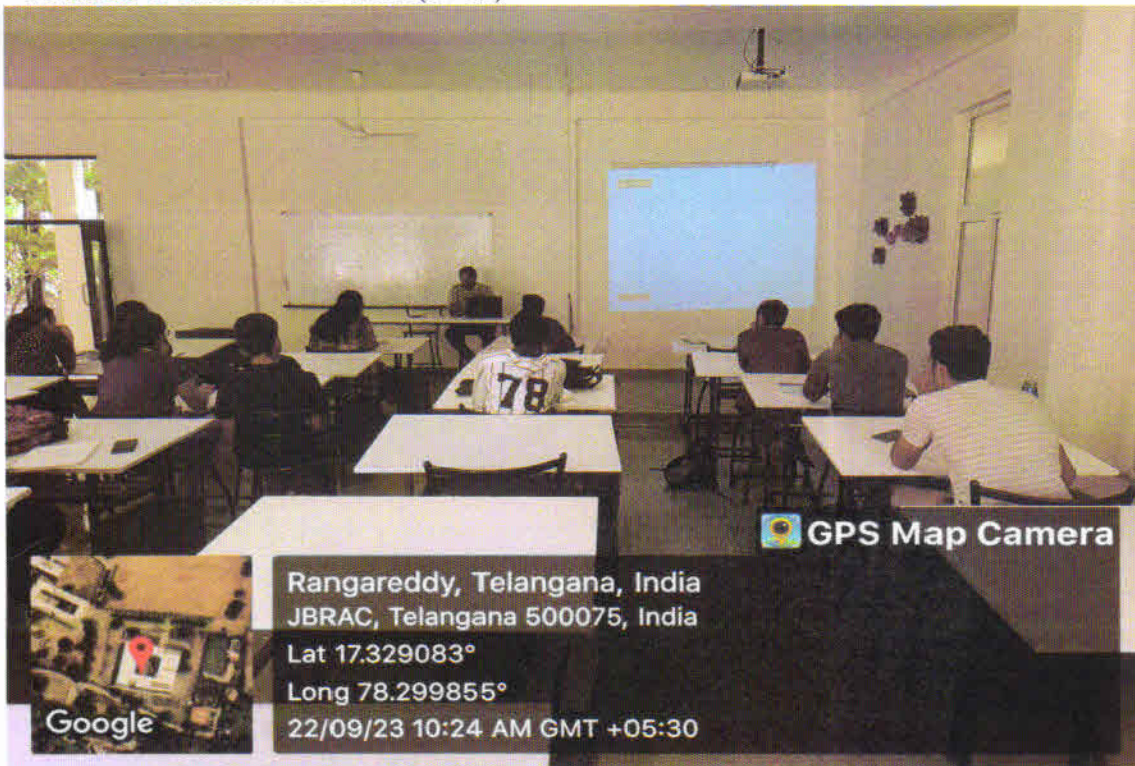 78
GPS Map Camera
Rangareddy, Telangana, India
JBRAC, Telangana 500075, India
Lat 17.329083°
Long 78.299855°
22/09/23 10:24 AM GMT +05:30
Google